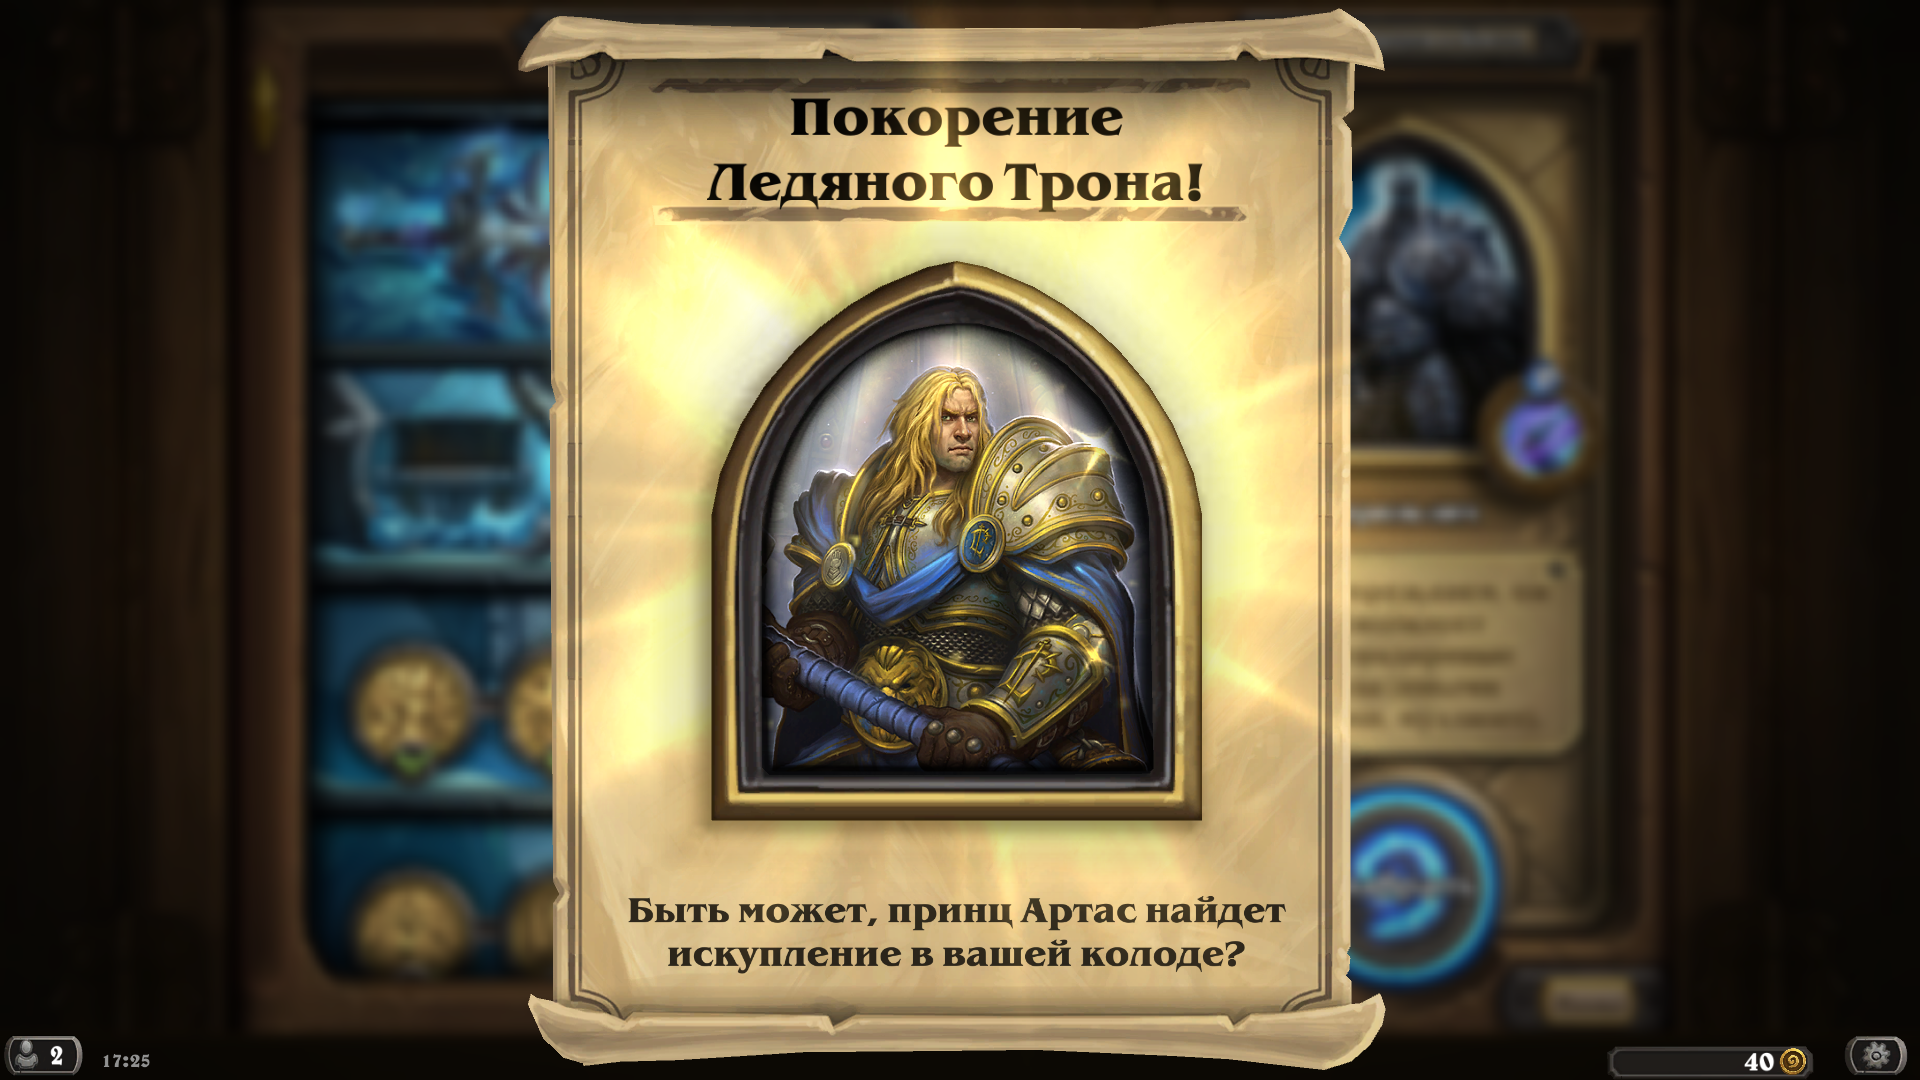 Покорение
Ледяного Трона!
Быть может, принц Артас найдет
искупление в вашей колоде?
2
17:25
40